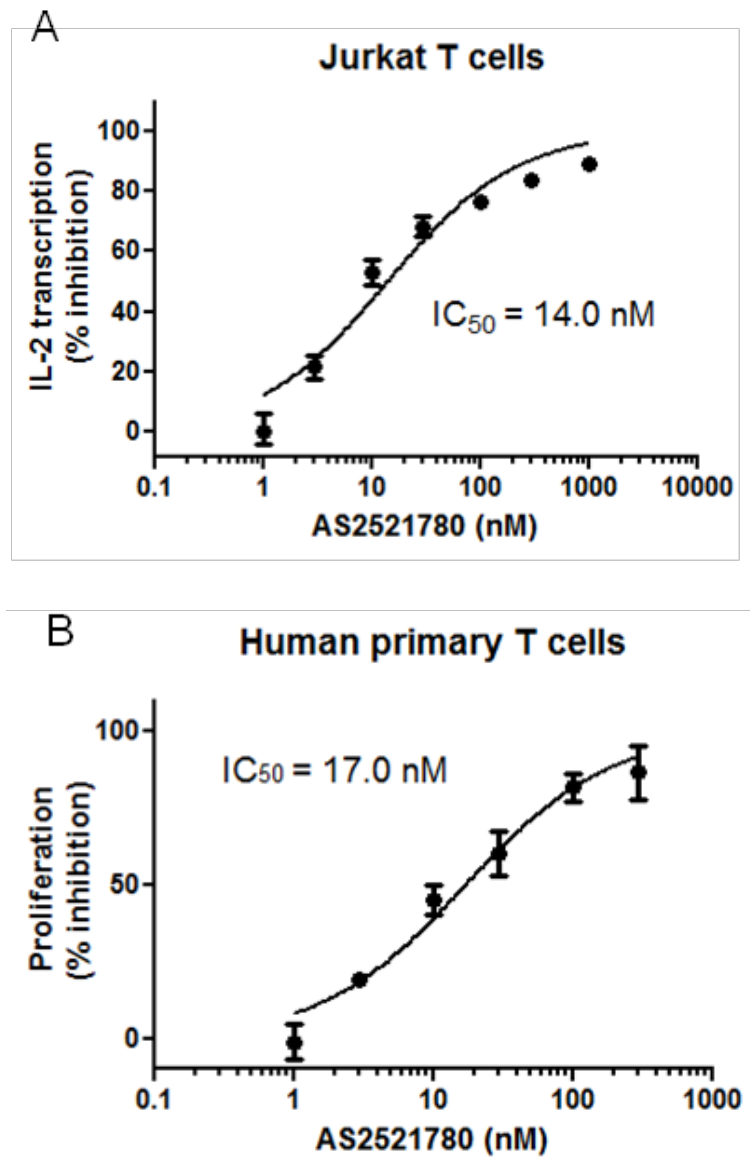 A
Jurkat T cells
IL-2 transcription
(% inhibition)
100
80
60
40
20
0
IC50 = 14.0 nM
0.1 1 10 100 1000 10000
AS2521780 (nM)
B
Human primary T cells
Proliferation
(% inhibition)
100
50
0
IC50 = 17.0 nM
0.1 1 10 100 1000
AS2521780 (nM)